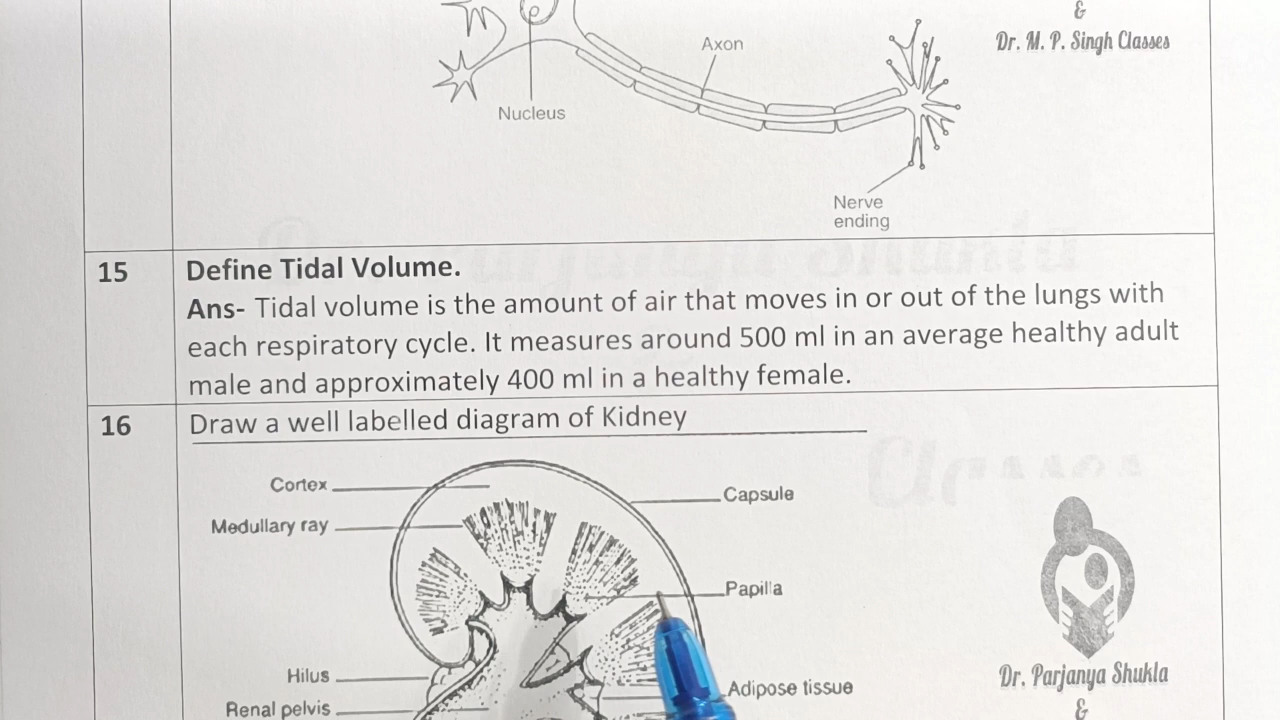 &
Dr. M. P. Singh Classes
Axon
Nucleus
Nerve
ending
15
Define Tidal Volume.
Ans- Tidal volume is the amount of air that moves in or out of the lungs with
each respiratory cycle. It measures around 500 ml in an average healthy adult
male and approximately 400 ml in a healthy female.
16
Draw a well labelled diagram of Kidney
Cortex
Capsule
Medullary ray
Papilla
Hilus
Adipose tissue
Renal pelvis
Dr. Parjanya Shukla
&